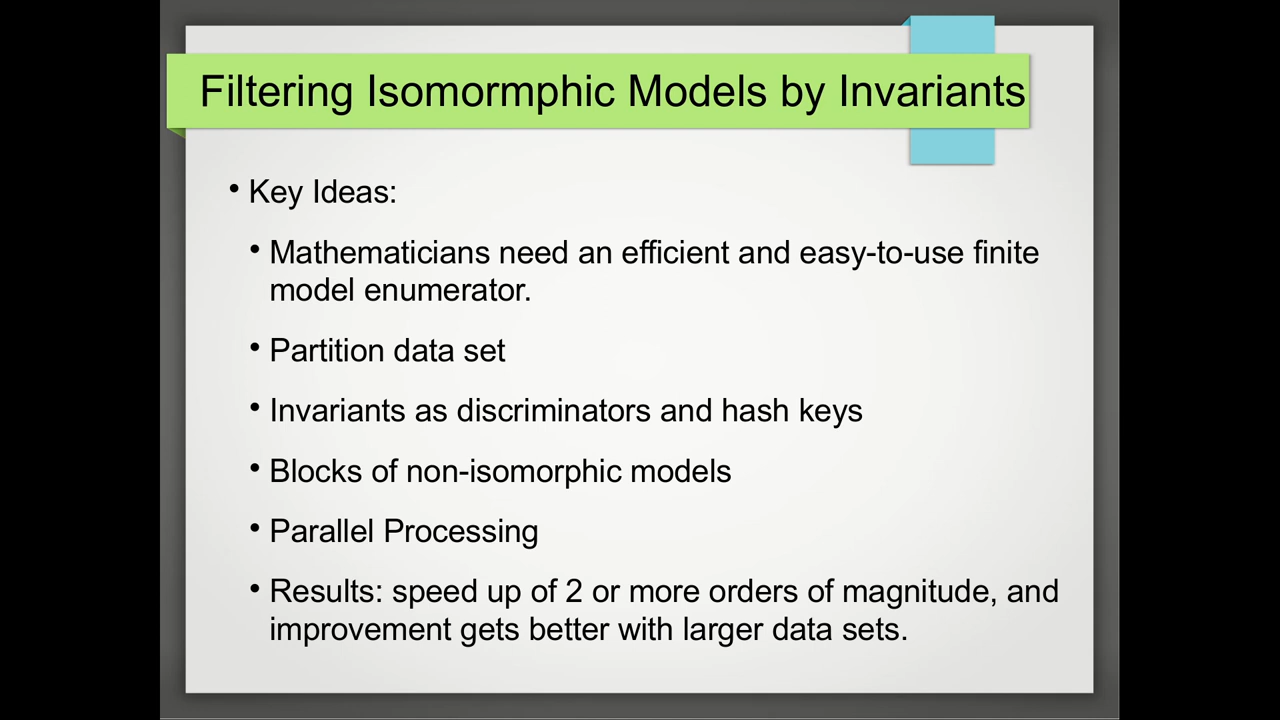 Filtering Isomormphic Models by Invariants
• Key Ideas:
• Mathematicians need an efficient and easy-to-use finite
model enumerator.
• Partition data set
• Invariants as discriminators and hash keys
• Blocks of non-isomorphic models
• Parallel Processing
• Results: speed up of 2 or more orders of magnitude, and
improvement gets better with larger data sets.